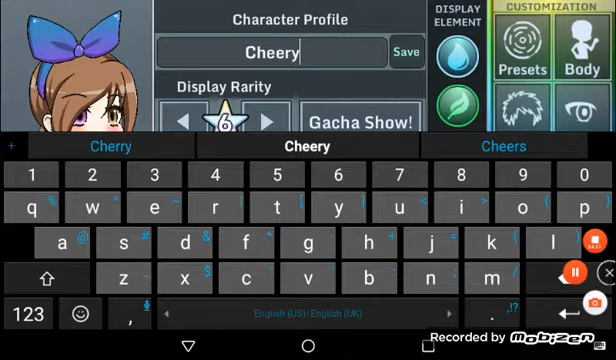 Character Profile
DISPLAY
ELEMENT
CUSTOMIZATION
Cheery
Save
Presets
Body
Display Rarity
6
Gacha Show!
+ Cherry Cheery Cheers
1 2 3 4 5 6 7 8 9 0
q % w ^ e ~ r | t [ y ] u < i > o { p }
a @ s # d & f * g - h + j = k ( l )
z - x $ c " v ' b : n ; m /
123 , English (US)/English (UK) . ,!?
Recorded by MOBIZEN